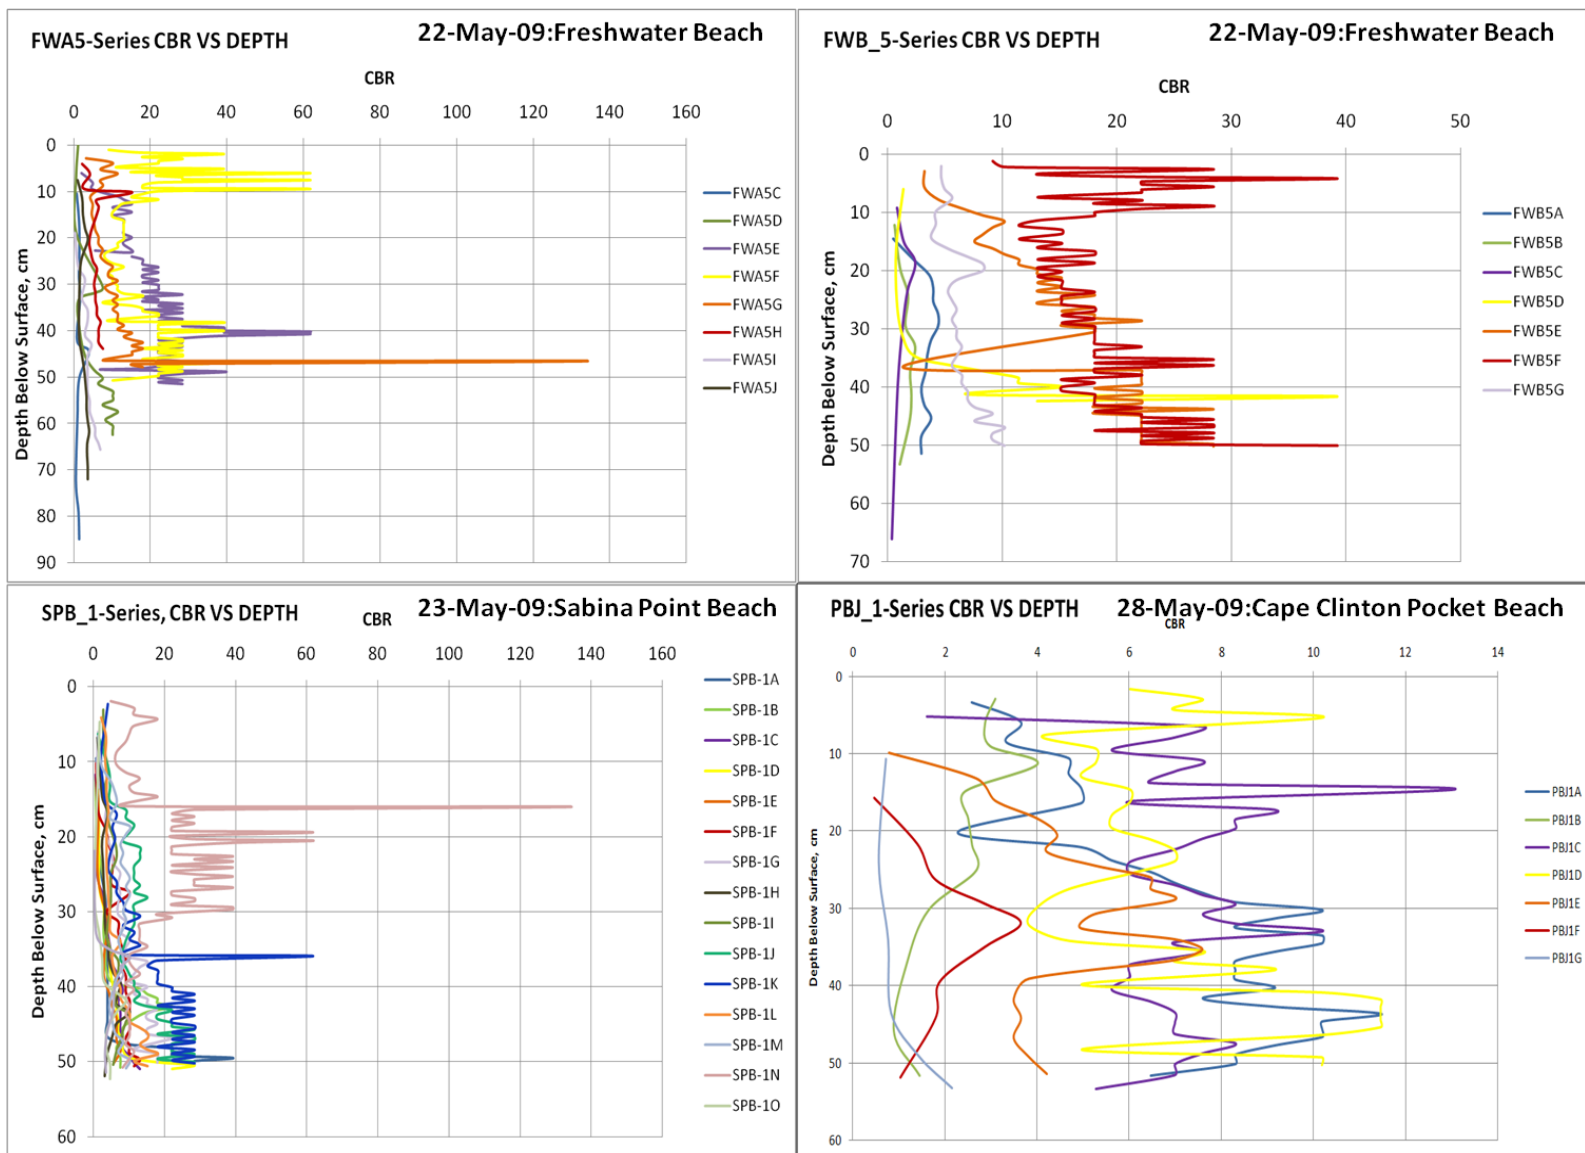 FWA5-Series CBR VS DEPTH
22-May-09:Freshwater Beach
CBR
0 20 40 60 80 100 120 140 160
Depth Below Surface, cm
0
10
20
30
40
50
60
70
80
90
FWA5C
FWA5D
FWA5E
FWA5F
FWA5G
FWA5H
FWA5I
FWA5J
FWB_5-Series CBR VS DEPTH
22-May-09:Freshwater Beach
CBR
0 10 20 30 40 50
Depth Below Surface, cm
0
10
20
30
40
50
60
70
FWB5A
FWB5B
FWB5C
FWB5D
FWB5E
FWB5F
FWB5G
SPB_1-Series, CBR VS DEPTH
23-May-09:Sabina Point Beach
CBR
0 20 40 60 80 100 120 140 160
Depth Below Surface, cm
0
10
20
30
40
50
60
SPB-1A
SPB-1B
SPB-1C
SPB-1D
SPB-1E
SPB-1F
SPB-1G
SPB-1H
SPB-1I
SPB-1J
SPB-1K
SPB-1L
SPB-1M
SPB-1N
SPB-1O
PBJ_1-Series CBR VS DEPTH
28-May-09:Cape Clinton Pocket Beach
CBR
0 2 4 6 8 10 12 14
Depth Below Surface, cm
0
10
20
30
40
50
60
PBJ1A
PBJ1B
PBJ1C
PBJ1D
PBJ1E
PBJ1F
PBJ1G